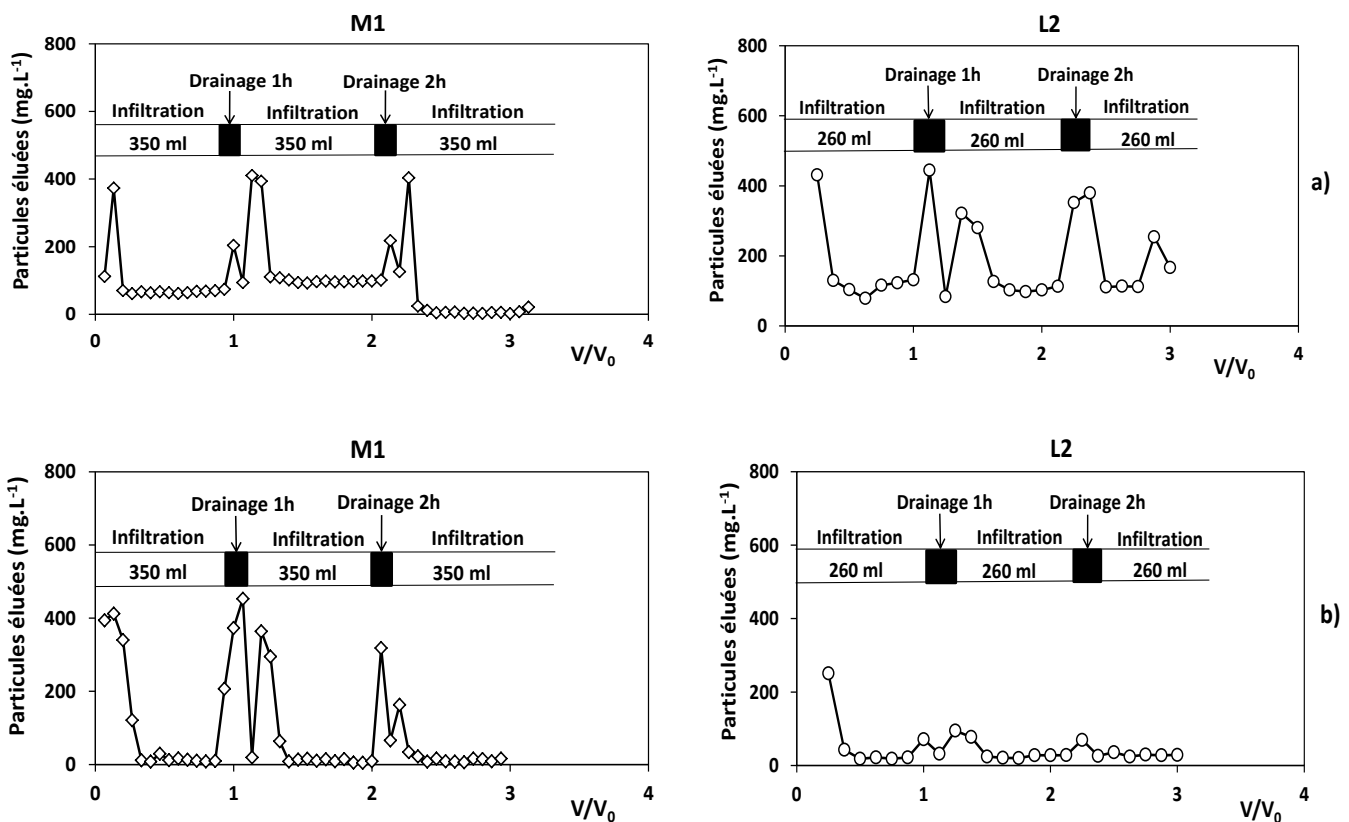 M1
Particules éluées (mg.L⁻¹)
800
600
400
200
0
Drainage 1h
Drainage 2h
Infiltration
Infiltration
Infiltration
350 ml
350 ml
350 ml
0
1
2
3
4
V/V₀
L2
Particules éluées (mg.L⁻¹)
800
600
400
200
0
Drainage 1h
Drainage 2h
Infiltration
Infiltration
Infiltration
260 ml
260 ml
260 ml
0
1
2
3
4
V/V₀
a)
M1
Particules éluées (mg.L⁻¹)
800
600
400
200
0
Drainage 1h
Drainage 2h
Infiltration
Infiltration
Infiltration
350 ml
350 ml
350 ml
0
1
2
3
4
V/V₀
L2
Particules éluées (mg.L⁻¹)
800
600
400
200
0
Drainage 1h
Drainage 2h
Infiltration
Infiltration
Infiltration
260 ml
260 ml
260 ml
0
1
2
3
4
V/V₀
b)